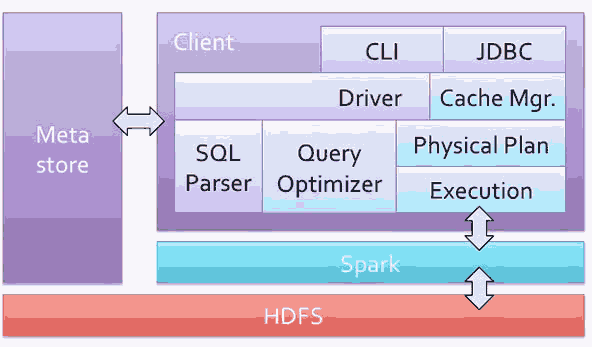 Client
CLI
JDBC
Driver
Cache Mgr.
Meta
store
SQL
Parser
Query
Optimizer
Physical Plan
Execution
Spark
HDFS